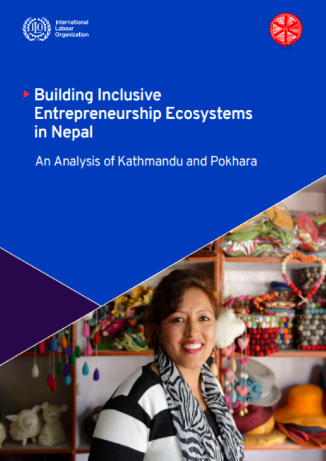 International
Labour
Organization
Building Inclusive
Entrepreneurship Ecosystems
in Nepal
An Analysis of Kathmandu and Pokhara